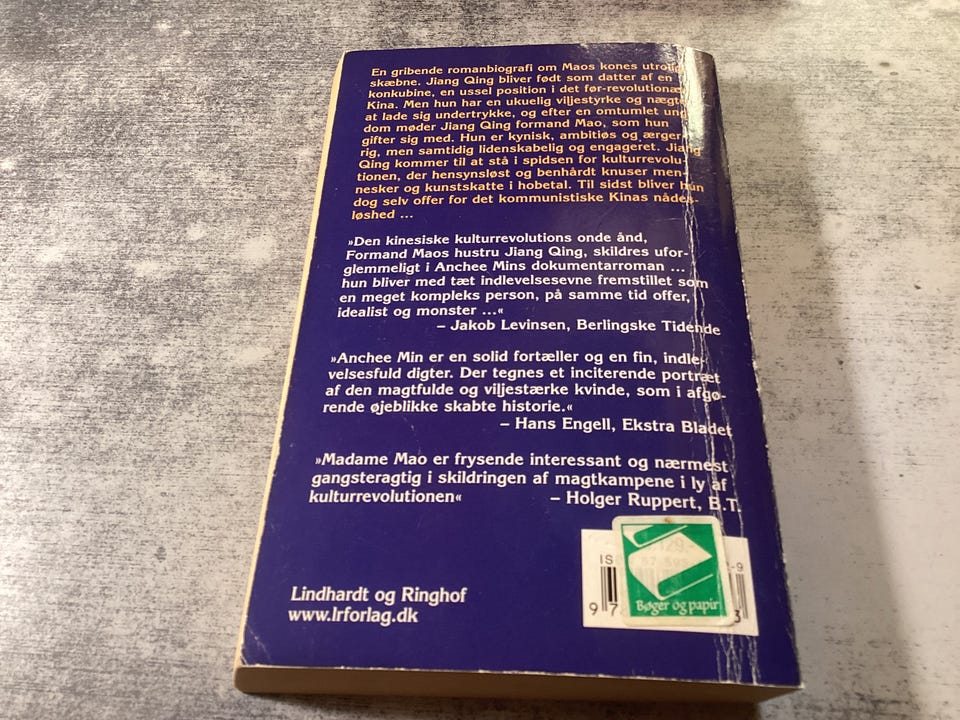 En gribende romanbiografi om Maos kones utrolige
skæbne. Jiang Qing bliver født som datter af en
konkubine, en ussel position i det før-revolutionære
Kina. Men hun har en ukuelig viljestyrke og nægter
at lade sig undertrykke, og efter en omtumlet ung-
dom møder Jiang Qing formand Mao, som hun
gifter sig med. Hun er kynisk, ambitiøs og ærger-
rig, men samtidig lidenskabelig og engageret. Jiang
Qing kommer til at stå i spidsen for kulturrevolu-
tionen, der hensynsløst og benhårdt knuser men-
nesker og kunstskatte i hobetal. Til sidst bliver hun
dog selv offer for det kommunistiske Kinas nådes-
løshed ...
»Den kinesiske kulturrevolutions onde ånd,
Formand Maos hustru Jiang Qing, skildres ufor-
glemmeligt i Anchee Mins dokumentarroman ...
hun bliver med tæt indlevelsesevne fremstillet som
en meget kompleks person, på samme tid offer,
idealist og monster ...«
– Jakob Levinsen, Berlingske Tidende
»Anchee Min er en solid fortæller og en fin, indle-
velsesfuld digter. Der tegnes et inciterende portræt
af den magtfulde og viljestærke kvinde, som i afgø-
rende øjeblikke skabte historie.«
– Hans Engell, Ekstra Bladet
»Madame Mao er frysende interessant og nærmest
gangsteragtig i skildringen af magtkampene i ly af
kulturrevolutionen« – Holger Ruppert, B.T.
Lindhardt og Ringhof
www.lrforlag.dk
Bøger og papir